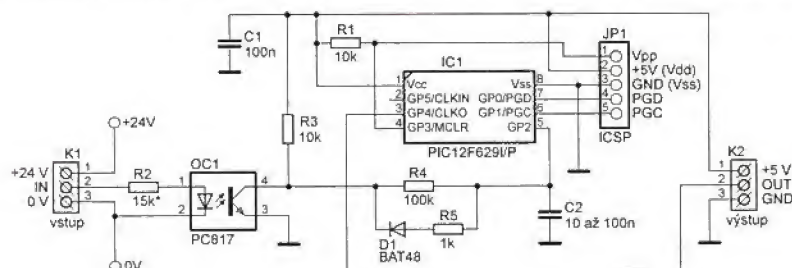 C1
100n
R1
10k
IC1
JP1
1
2
3
4
5
Vpp
+5V (Vdd)
GND (Vss)
PGD
PGC
ICSP
1
2
3
4
Vcc
GP5/CLKIN
GP4/CLKO
GP3/MCLR
Vss
GP0/PGD
GP1/PGC
GP2
8
7
6
5
PIC12F629I/P
R3
10k
+24V
K1
+24 V
IN
0 V
1
2
3
vstup
R2
15k*
OC1
1
2
4
3
PC817
R4
100k
D1
BAT48
R5
1k
C2
10 až 100n
K2
1
2
3
+5 V
OUT
GND
výstup
0V